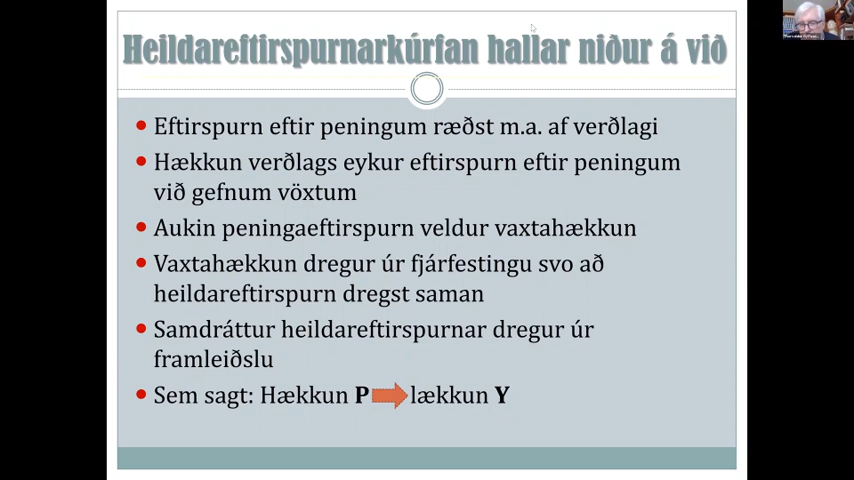 Heildareftirspurnarkúrfan hallar niður á við
Eftirspurn eftir peningum ræðst m.a. af verðlagi
Hækkun verðlags eykur eftirspurn eftir peningum
við gefnum vöxtum
Aukin peningaeftirspurn veldur vaxtahækkun
Vaxtahækkun dregur úr fjárfestingu svo að
heildareftirspurn dregst saman
Samdráttur heildareftirspurnar dregur úr
framleiðslu
Sem sagt: Hækkun P lækkun Y